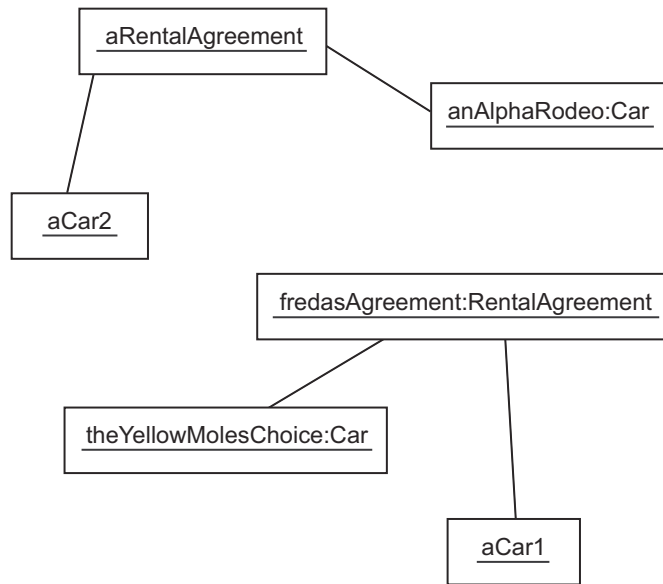 aRentalAgreement
anAlphaRodeo:Car
aCar2
fredasAgreement:RentalAgreement
theYellowMolesChoice:Car
aCar1